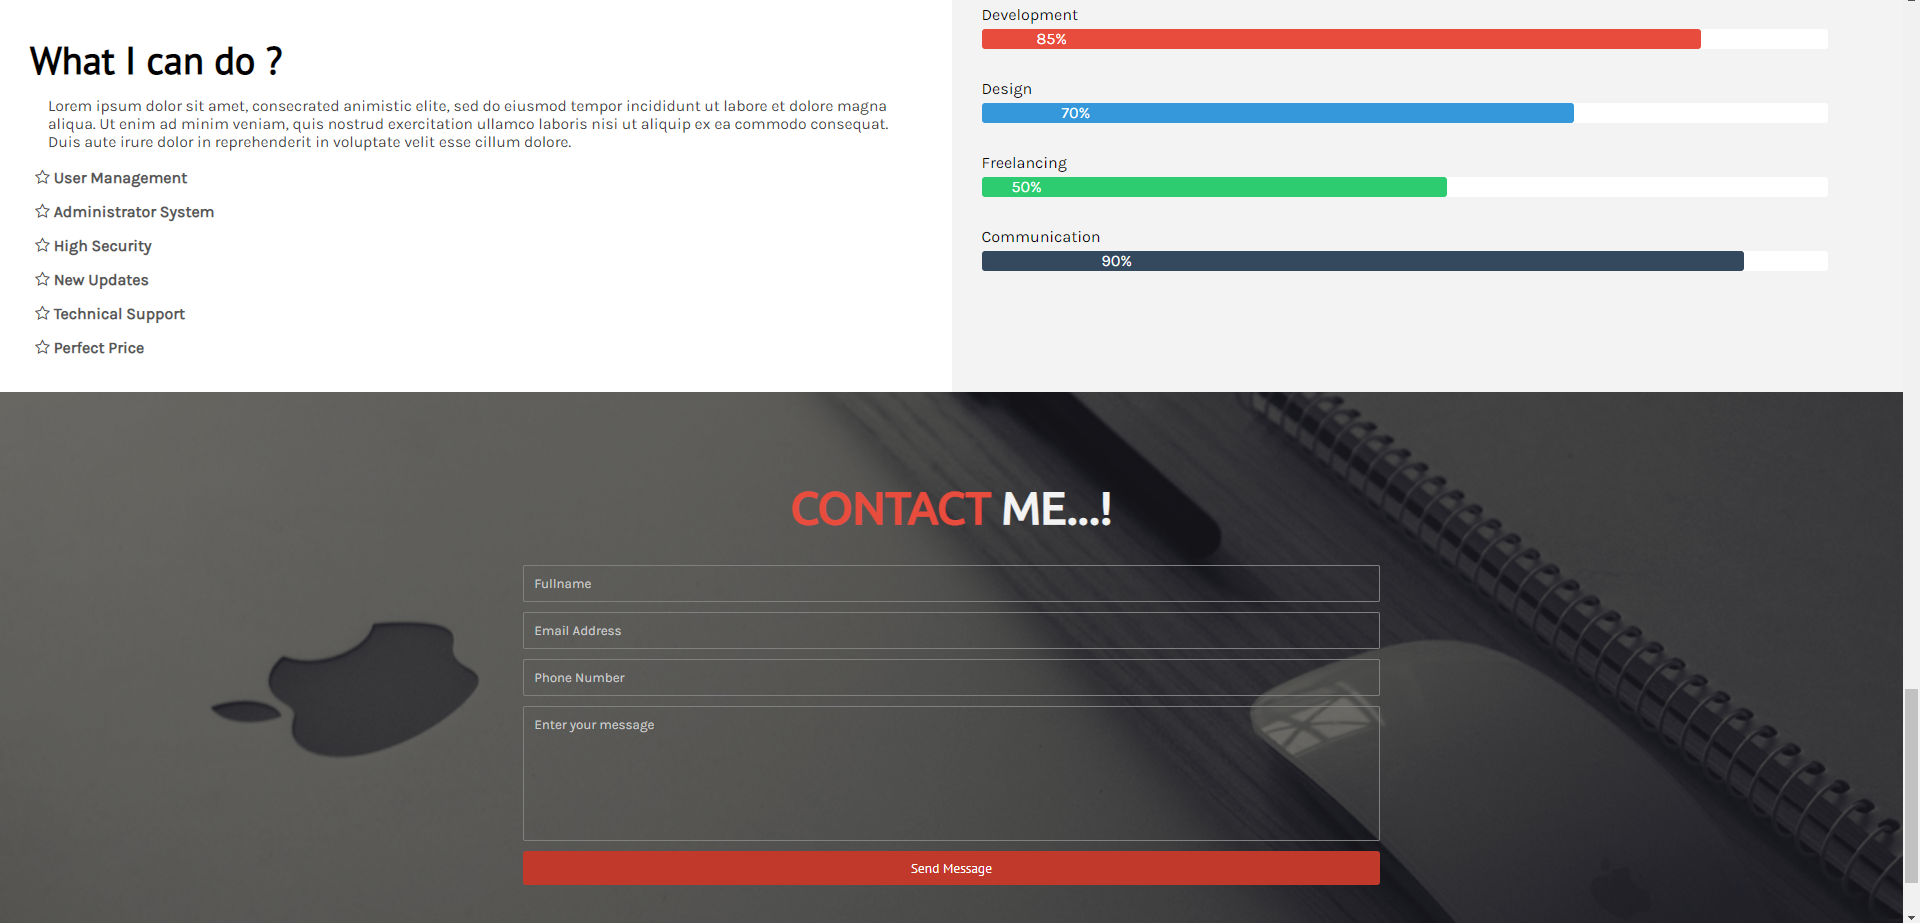 What I can do ?
Lorem ipsum dolor sit amet, consecrated animistic elite, sed do eiusmod tempor incididunt ut labore et dolore magna
aliqua. Ut enim ad minim veniam, quis nostrud exercitation ullamco laboris nisi ut aliquip ex ea commodo consequat.
Duis aute irure dolor in reprehenderit in voluptate velit esse cillum dolore.
User Management
Administrator System
High Security
New Updates
Technical Support
Perfect Price
Development
85%
Design
70%
Freelancing
50%
Communication
90%
CONTACT ME...!
Fullname
Email Address
Phone Number
Enter your message
Send Message